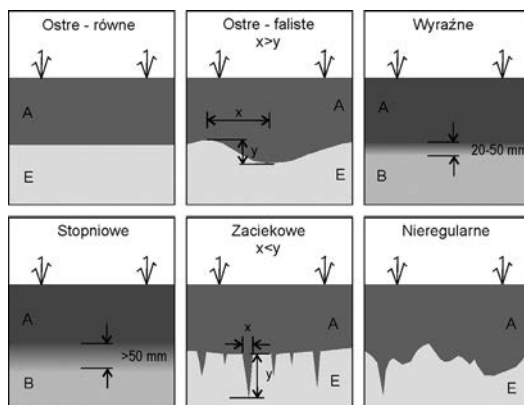 Ostre - równe
A
E
Ostre - faliste
x>y
x
A
y
E
Wyraźne
A
20-50 mm
B
Stopniowe
A
>50 mm
B
Zaciekowe
x<y
x
A
y
E
Nieregularne
A
E